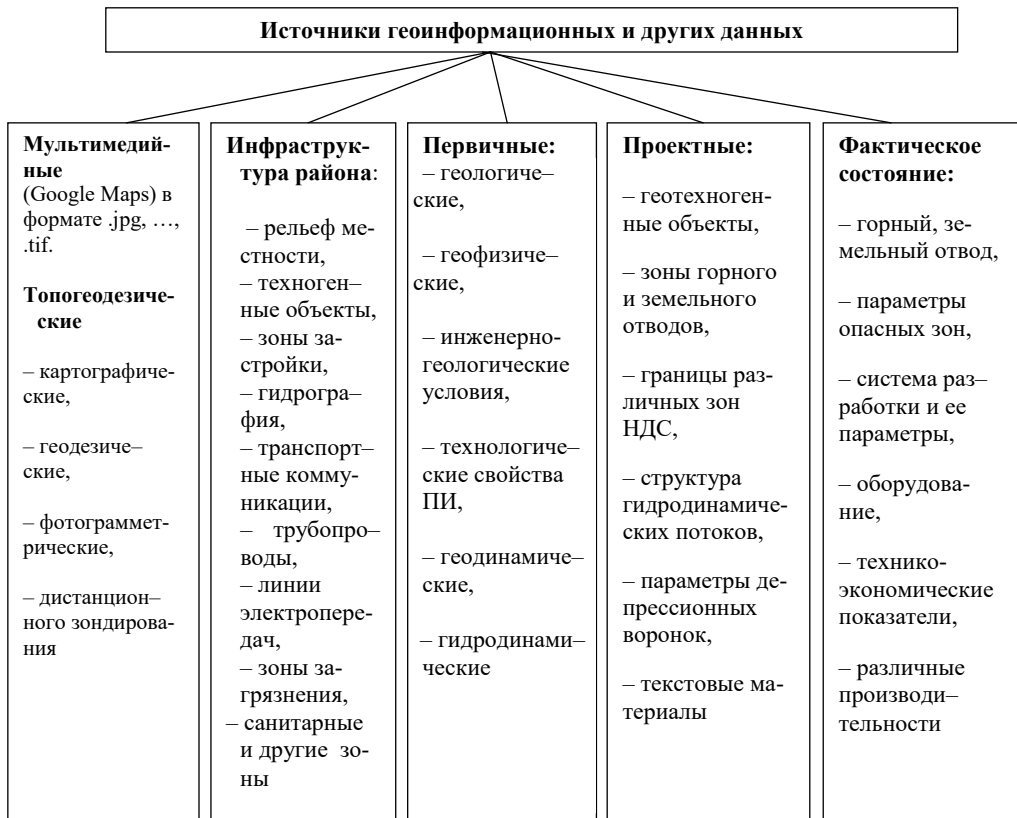 Источники геоинформационных и других данных
Мультимедий-
ные
(Google Maps) в
формате .jpg, …,
.tif.
Топогеодезиче-
ские
– картографиче-
ские,
– геодезиче–
ские,
– фотограммет-
рические,
– дистанцион–
ного зондирова-
ния
Инфраструк-
тура района:
– рельеф ме-
стности,
– техноген–
ные объекты,
– зоны за-
стройки,
– гидрогра–
фия,
– транспорт–
ные комму-
никации,
– трубопро–
воды,
– линии
электропере-
дач,
– зоны за-
грязнения,
– санитарные
и другие зо-
ны
Первичные:
– геологиче–
ские,
– геофизиче–
ские,
– инженерно-
геологические
условия,
– технологиче-
ские свойства
ПИ,
– геодинамиче–
ские,
– гидродинами–
ческие
Проектные:
– геотехноген-
ные объекты,
– зоны горного
и земельного
отводов,
– границы раз-
личных зон
НДС,
– структура
гидродинамиче-
ских потоков,
– параметры де-
прессионных
воронок,
– текстовые ма-
териалы
Фактическое
состояние:
– горный, зе-
мельный отвод,
– параметры
опасных зон,
– система раз–
работки и ее
параметры,
– оборудова-
ние,
– технико-
экономические
показатели,
– различные
производи–
тельности